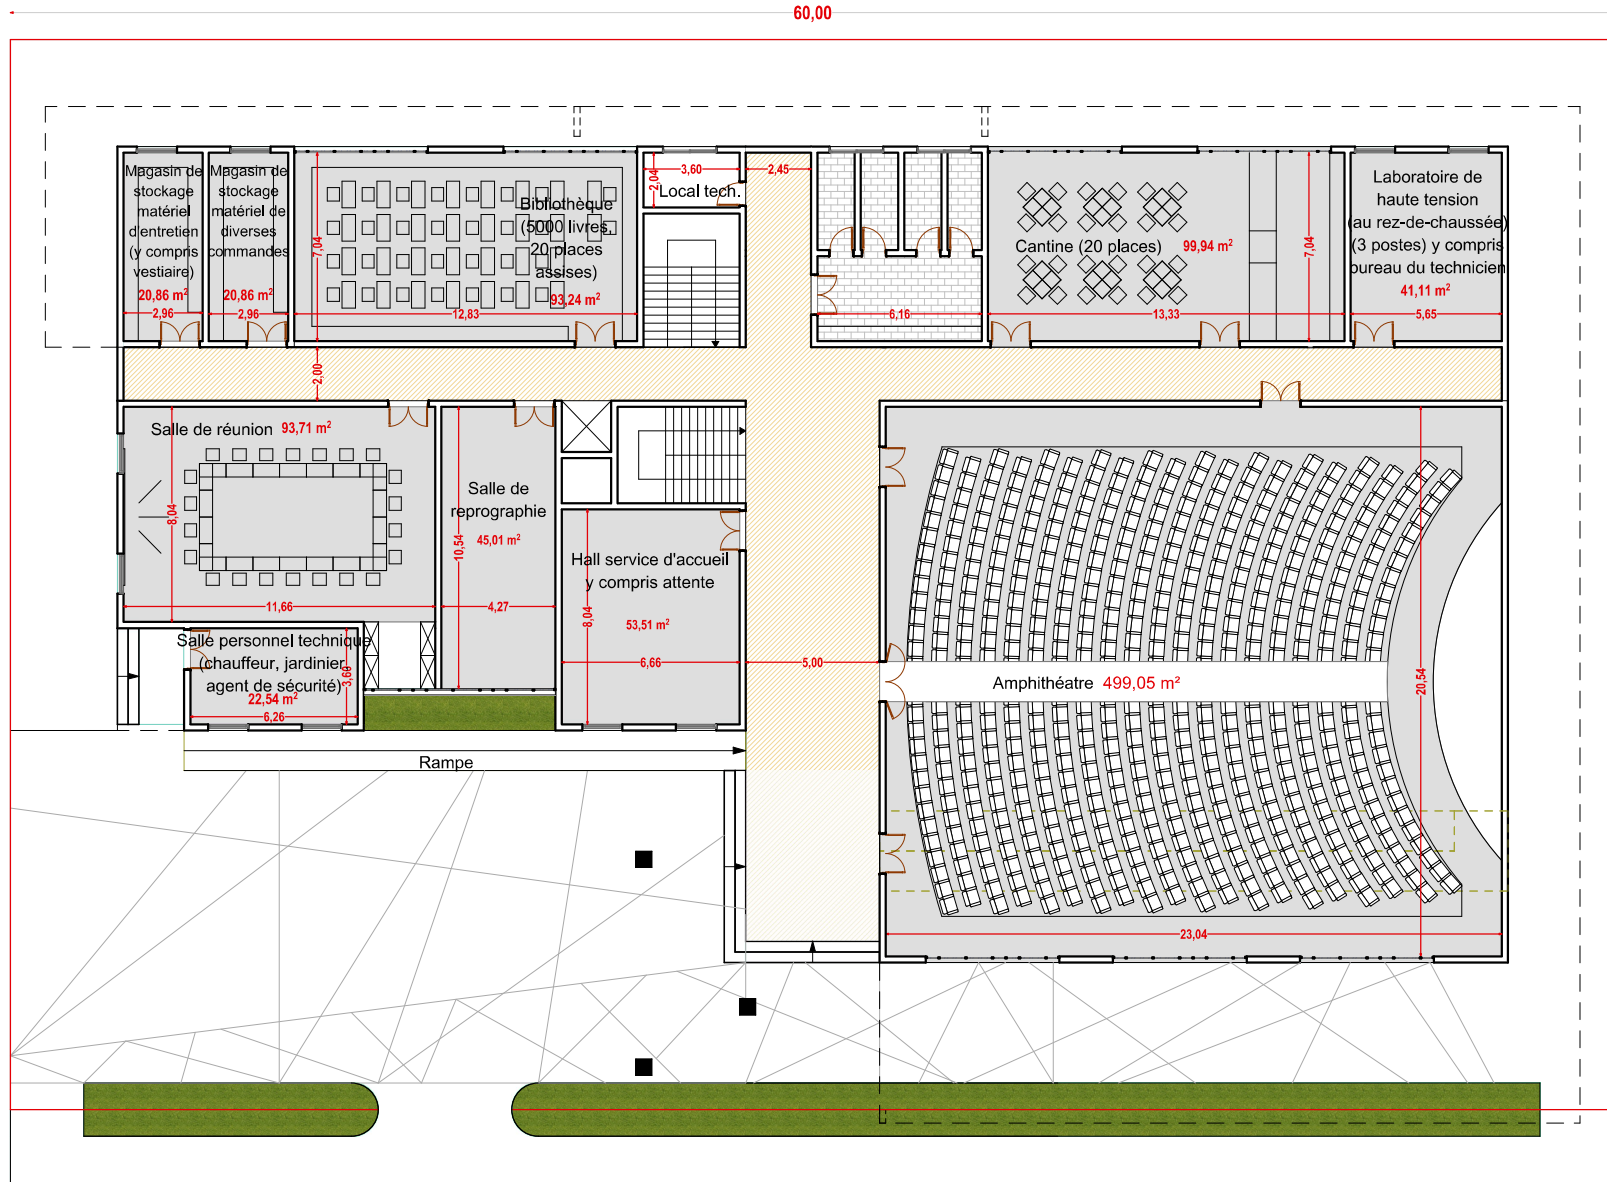 60,00
Magasin de
stockage
matériel
d'entretien
(y compris
vestiaire)
20,86 m²
2,96
Magasin de
stockage
matériel de
diverses
commandes
20,86 m²
2,96
7,04
Bibliothèque
(5000 livres,
20 places
assises)
93,24 m²
12,83
3,60
2,04
Local tech.
2,45
6,16
Cantine (20 places)
99,94 m²
7,04
13,33
Laboratoire de
haute tension
(au rez-de-chaussée)
(3 postes) y compris
bureau du technicien
41,11 m²
5,65
2,00
Salle de réunion 93,71 m²
8,04
11,66
Salle de
reprographie
45,01 m²
10,54
4,27
Hall service d'accueil
y compris attente
53,51 m²
8,04
6,66
5,00
Salle personnel technique
(chauffeur, jardinier,
agent de sécurité)
22,54 m²
3,60
6,26
Rampe
Amphithéatre 499,05 m²
20,54
23,04